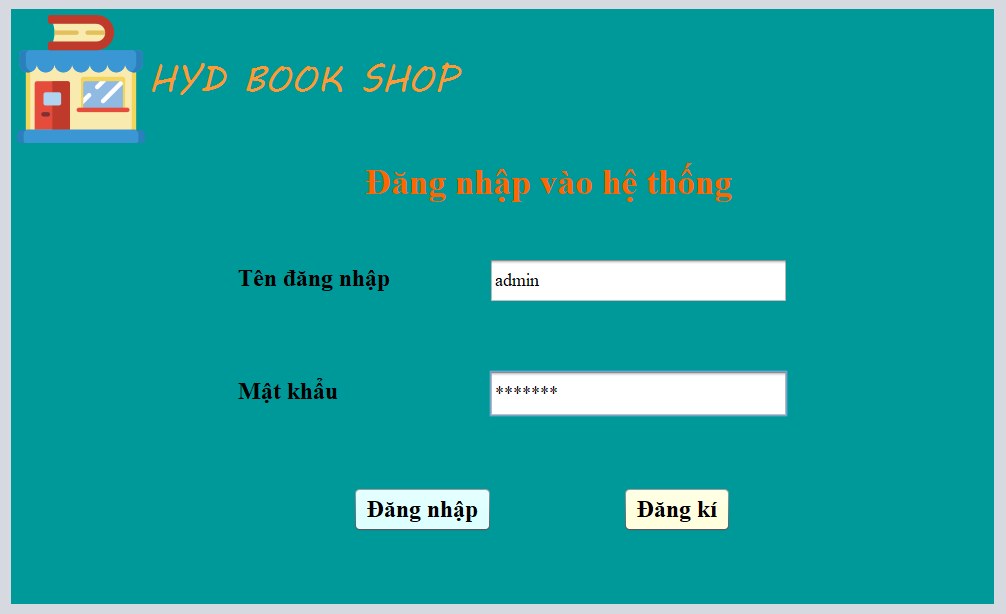 HYD BOOK SHOP
Đăng nhập vào hệ thống
Tên đăng nhập
admin
Mật khẩu
*******
Đăng nhập
Đăng kí